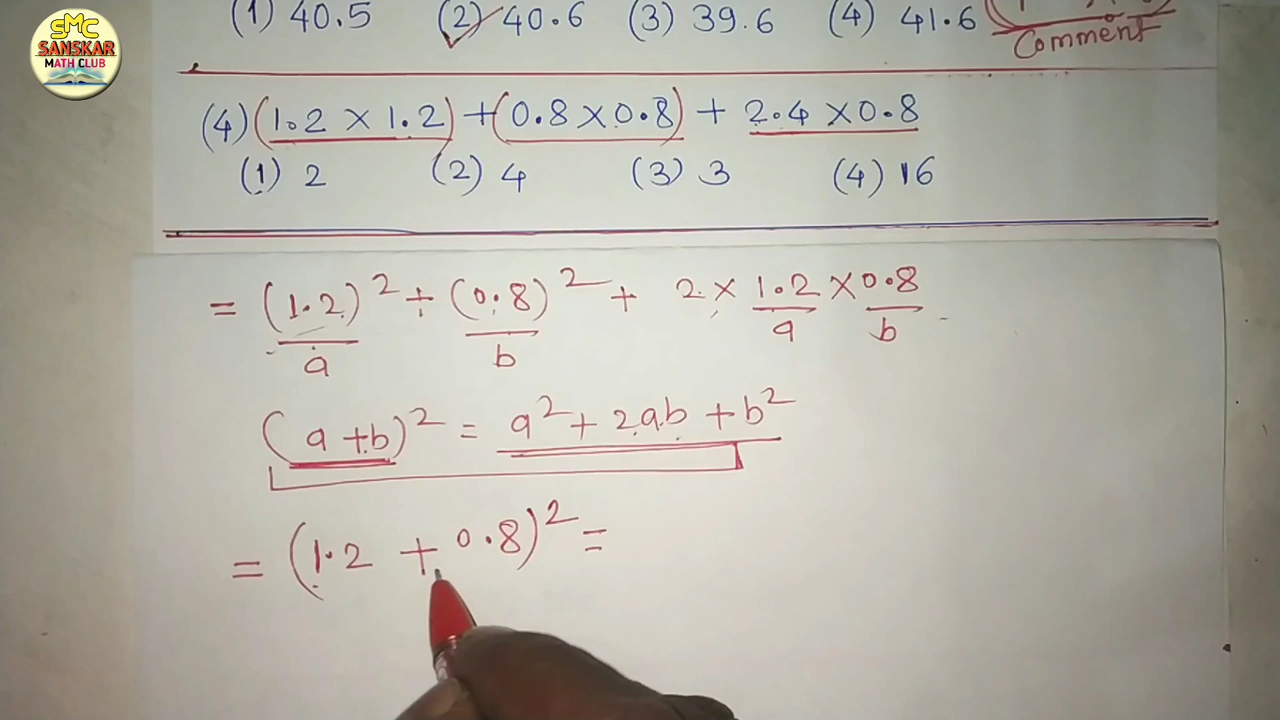 SMC
SANSKAR
MATH CLUB
(1) 40.5 (2) 40.6 (3) 39.6 (4) 41.6
Comment
(4) (1.2 × 1.2) + (0.8 × 0.8) + 2.4 × 0.8
(1) 2 (2) 4 (3) 3 (4) 16
= (1.2)² + (0.8)² + 2 × 1.2 × 0.8
a b a b
(a + b)² = a² + 2ab + b²
= (1.2 + 0.8)² =